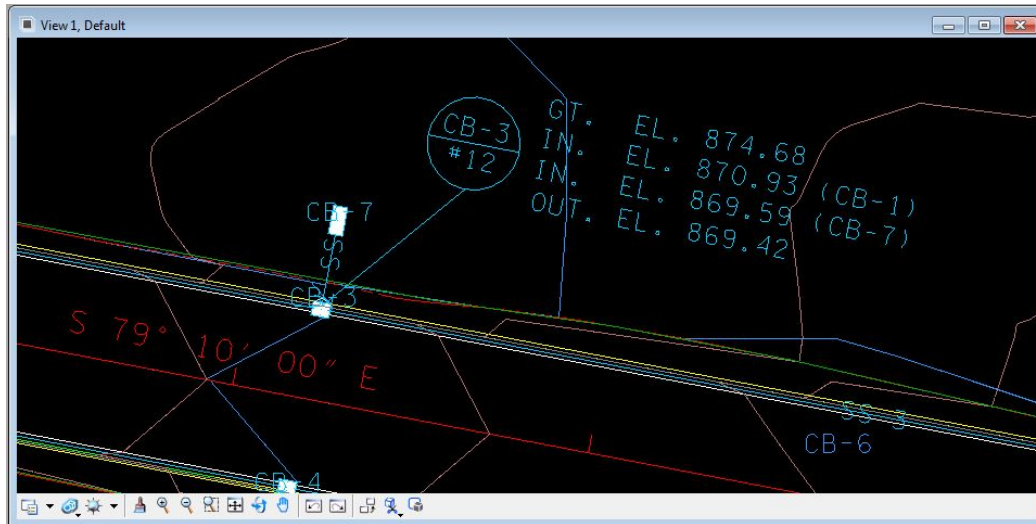 View 1, Default
CB-3
#12
GT. EL. 874.68
IN. EL. 870.93 (CB-1)
IN. EL. 869.59 (CB-7)
OUT. EL. 869.42
CB-7
SS
CB-3
S 79° 10' 00" E
SS 3
CB-6
CB-4